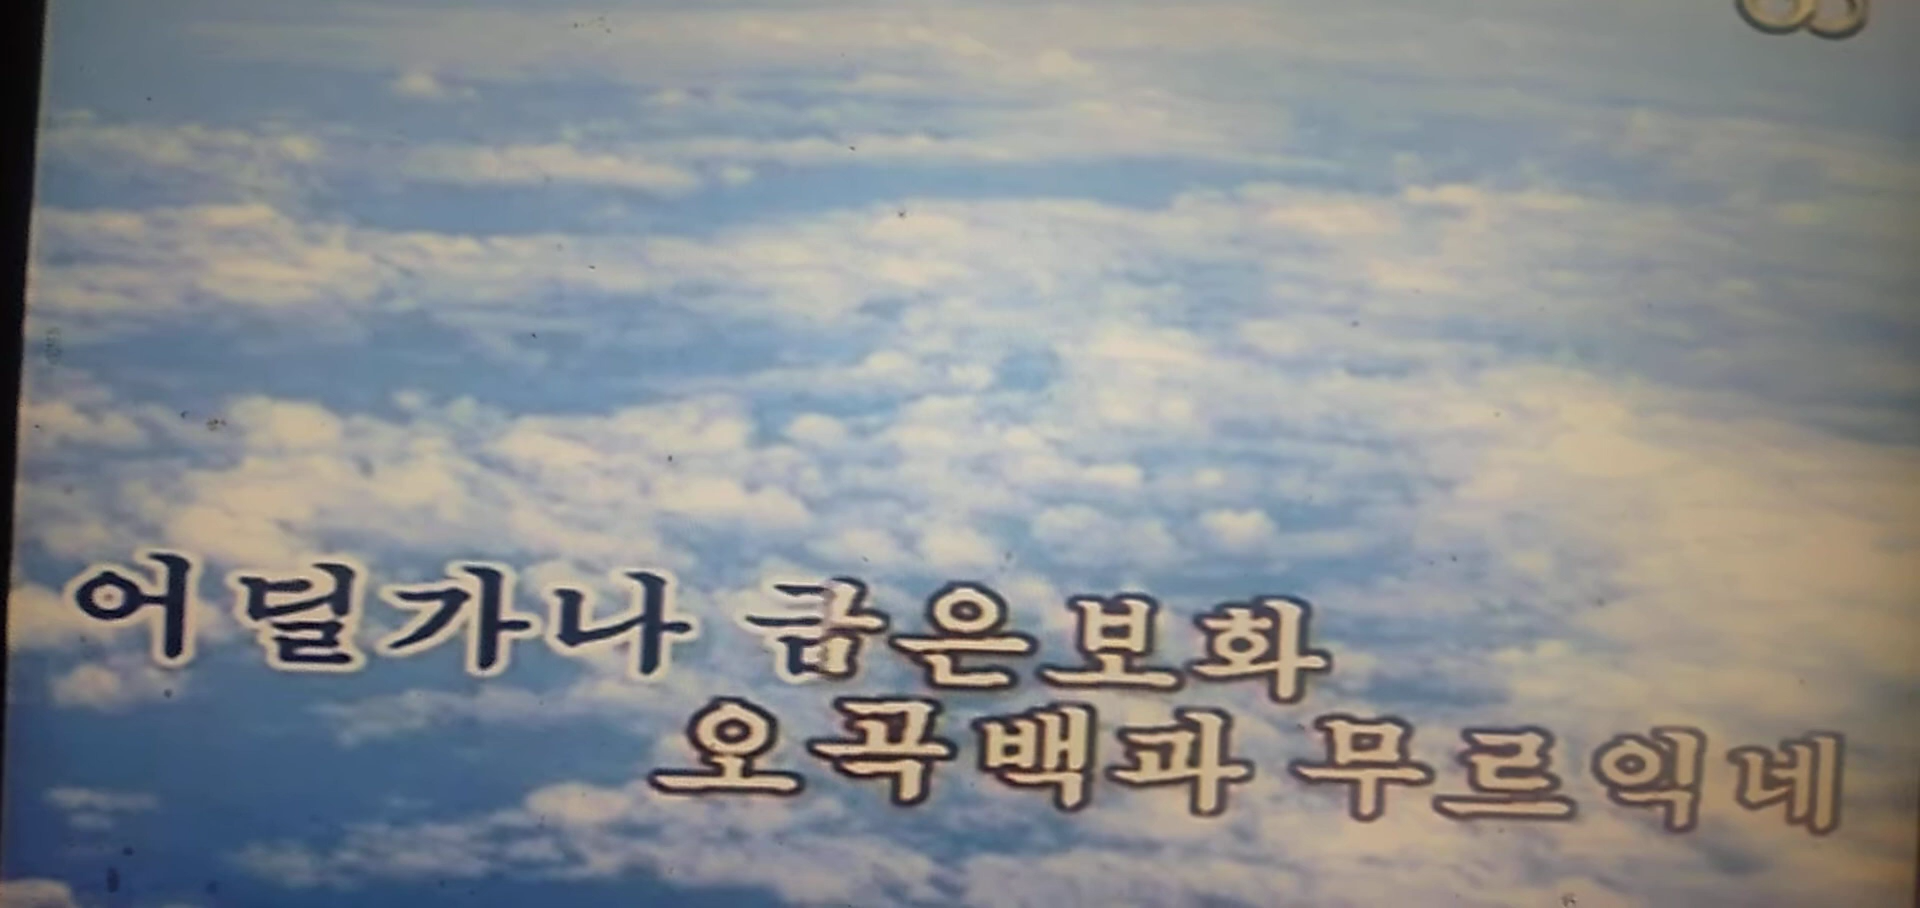 어딜가나 금은보화
오곡백과 무르익네